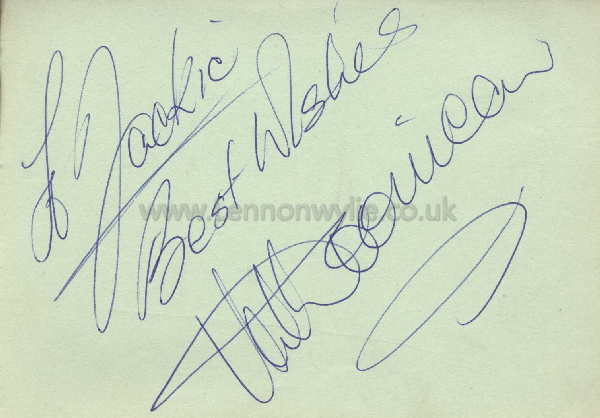 To Jackie
Best Wishes
www.lennonwylie.co.uk